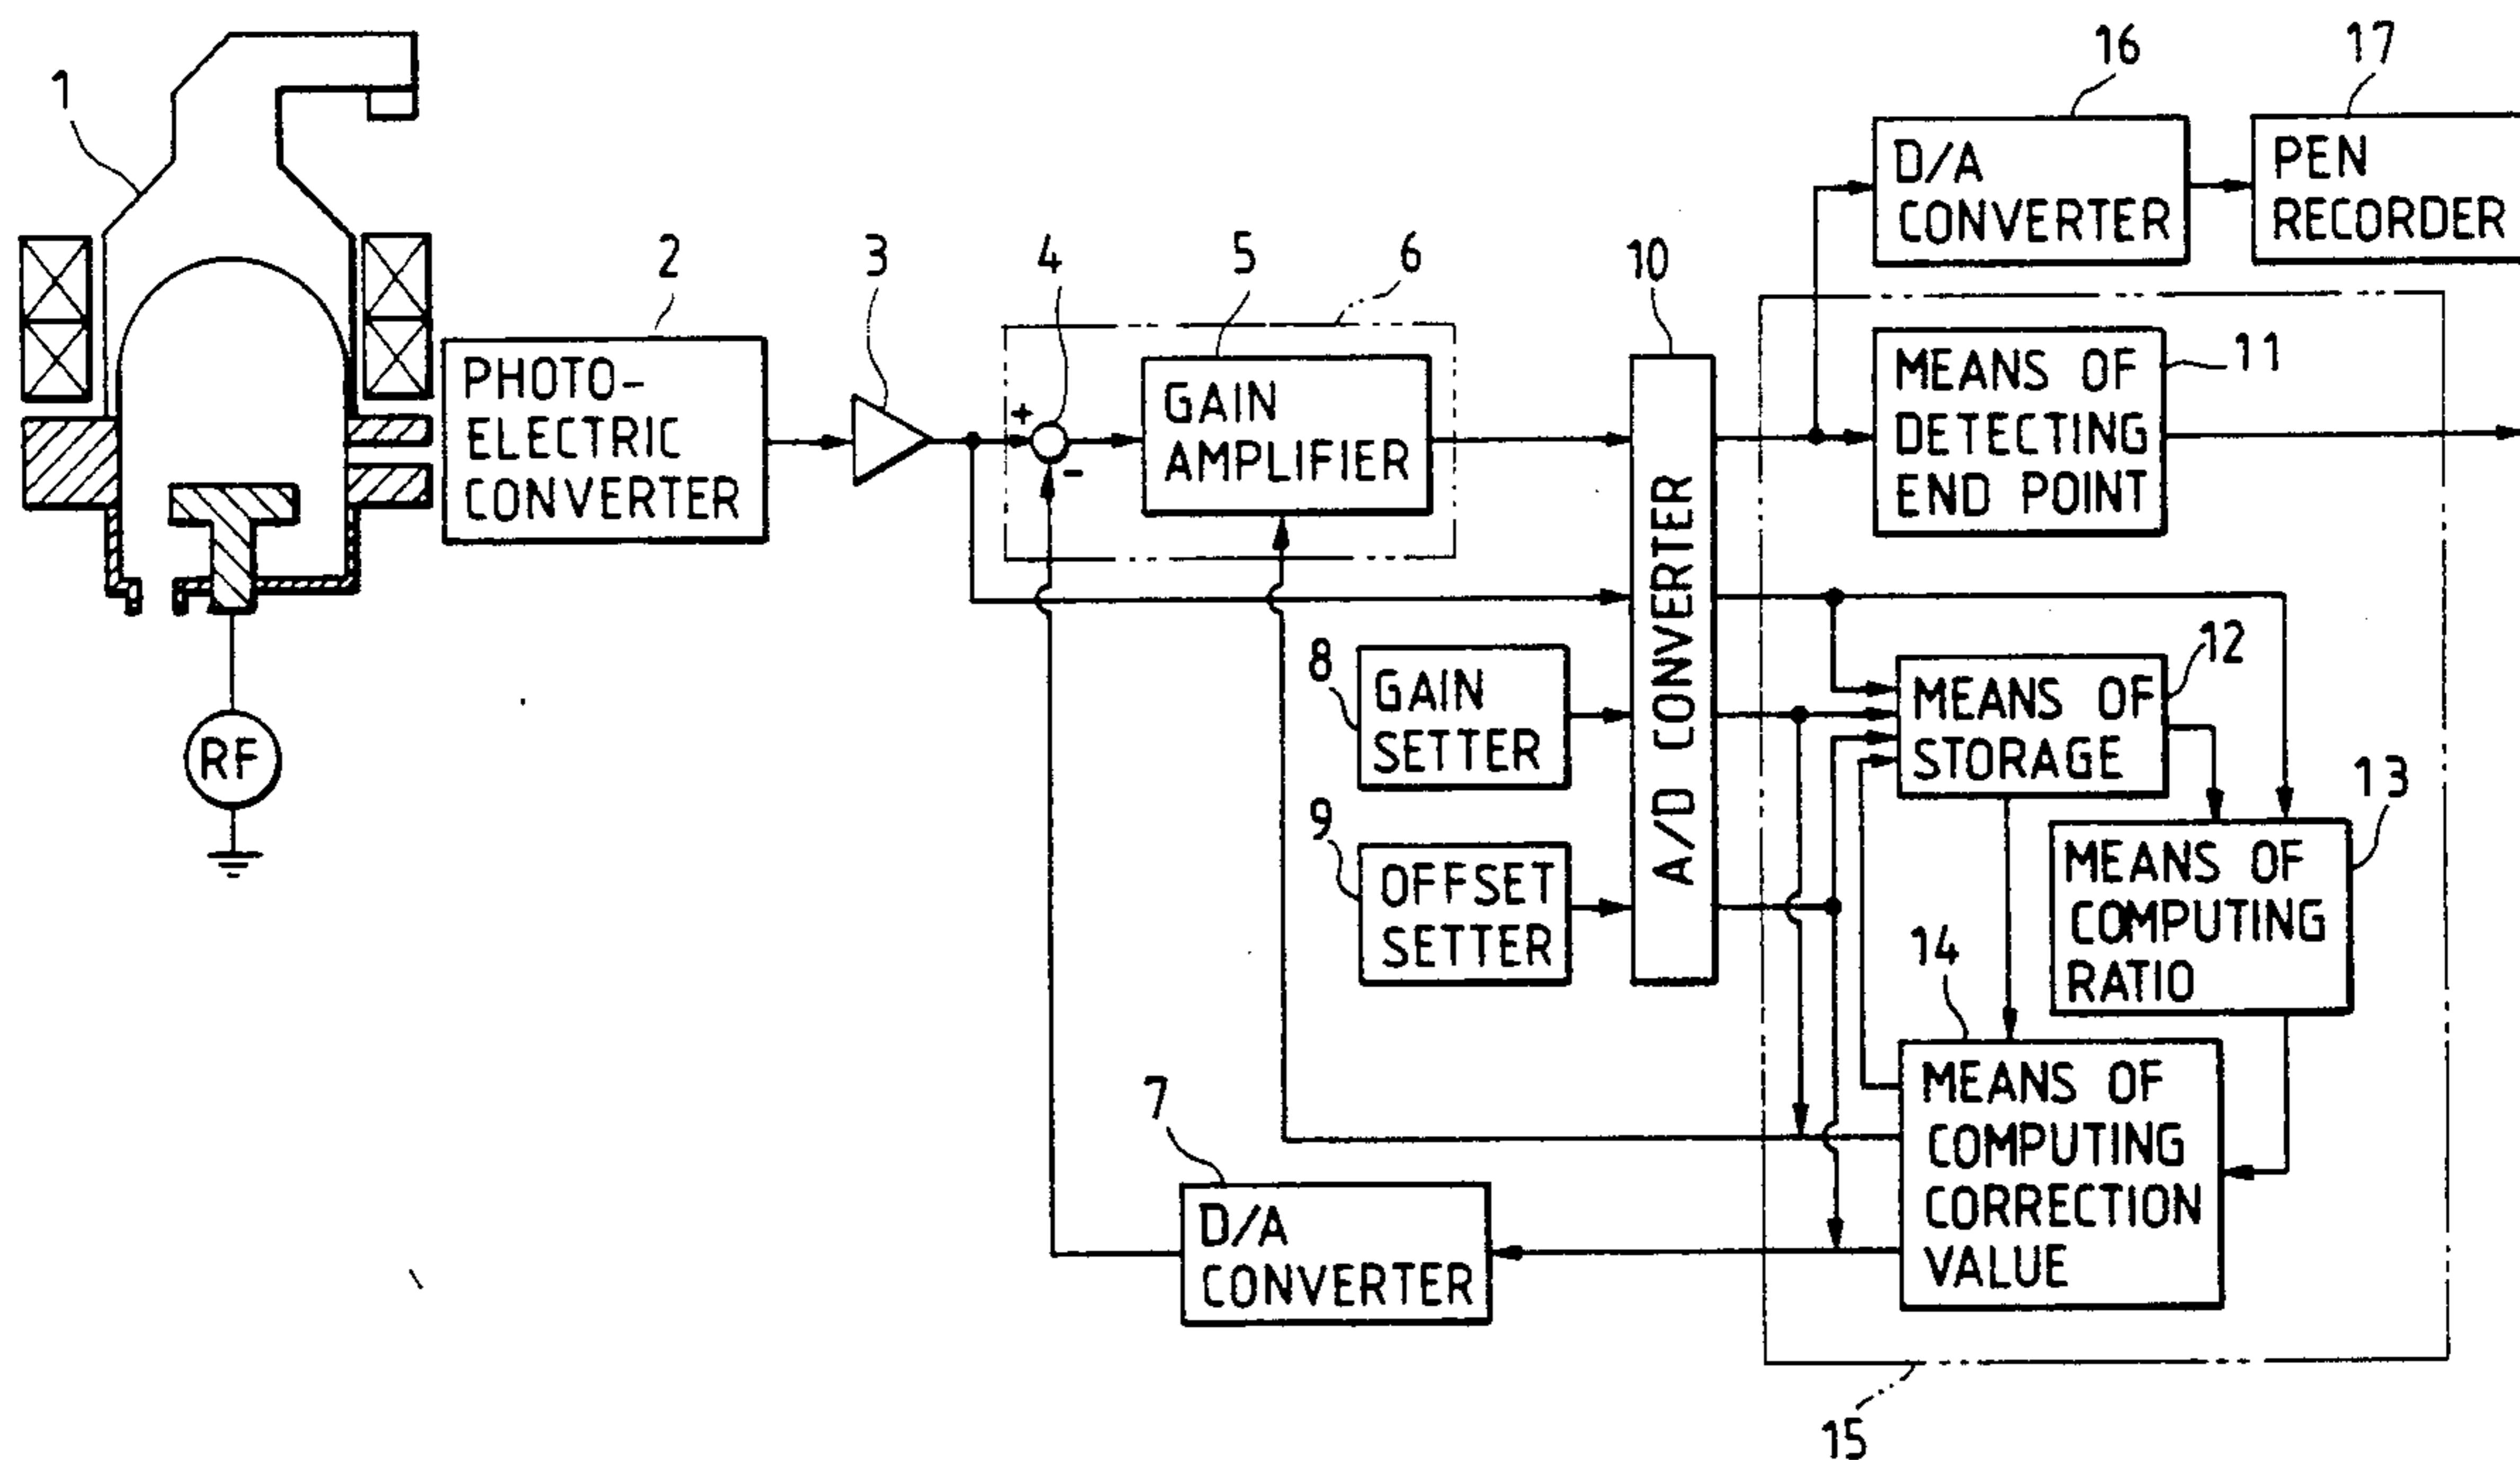 1
RF
2
PHOTO-
ELECTRIC
CONVERTER
3
4
+
-
5
GAIN
AMPLIFIER
6
7
D/A
CONVERTER
8
GAIN
SETTER
9
OFFSET
SETTER
10
A/D CONVERTER
16
D/A
CONVERTER
17
PEN
RECORDER
11
MEANS OF
DETECTING
END POINT
12
MEANS OF
STORAGE
13
MEANS OF
COMPUTING
RATIO
14
MEANS OF
COMPUTING
CORRECTION
VALUE
15